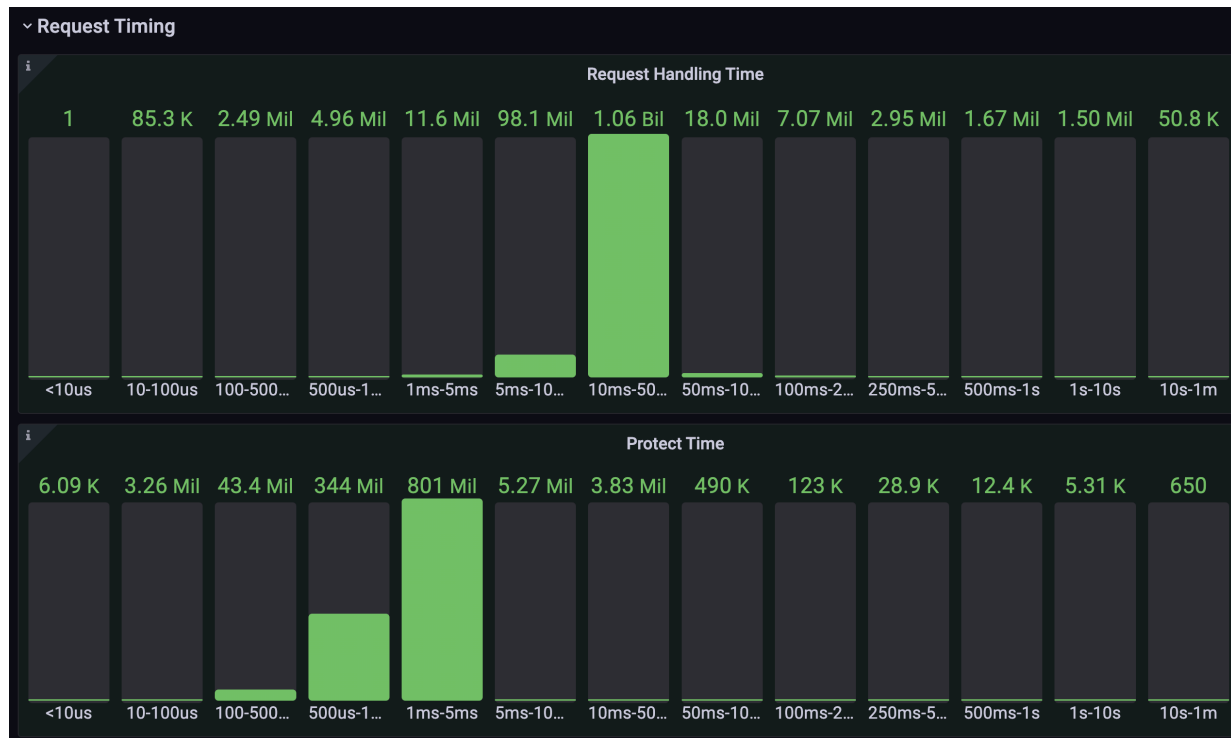 Request Timing
i
Request Handling Time
1 85.3 K 2.49 Mil 4.96 Mil 11.6 Mil 98.1 Mil 1.06 Bil 18.0 Mil 7.07 Mil 2.95 Mil 1.67 Mil 1.50 Mil 50.8 K
<10us 10-100us 100-500... 500us-1... 1ms-5ms 5ms-10... 10ms-50... 50ms-10... 100ms-2... 250ms-5... 500ms-1s 1s-10s 10s-1m
i
Protect Time
6.09 K 3.26 Mil 43.4 Mil 344 Mil 801 Mil 5.27 Mil 3.83 Mil 490 K 123 K 28.9 K 12.4 K 5.31 K 650
<10us 10-100us 100-500... 500us-1... 1ms-5ms 5ms-10... 10ms-50... 50ms-10... 100ms-2... 250ms-5... 500ms-1s 1s-10s 10s-1m